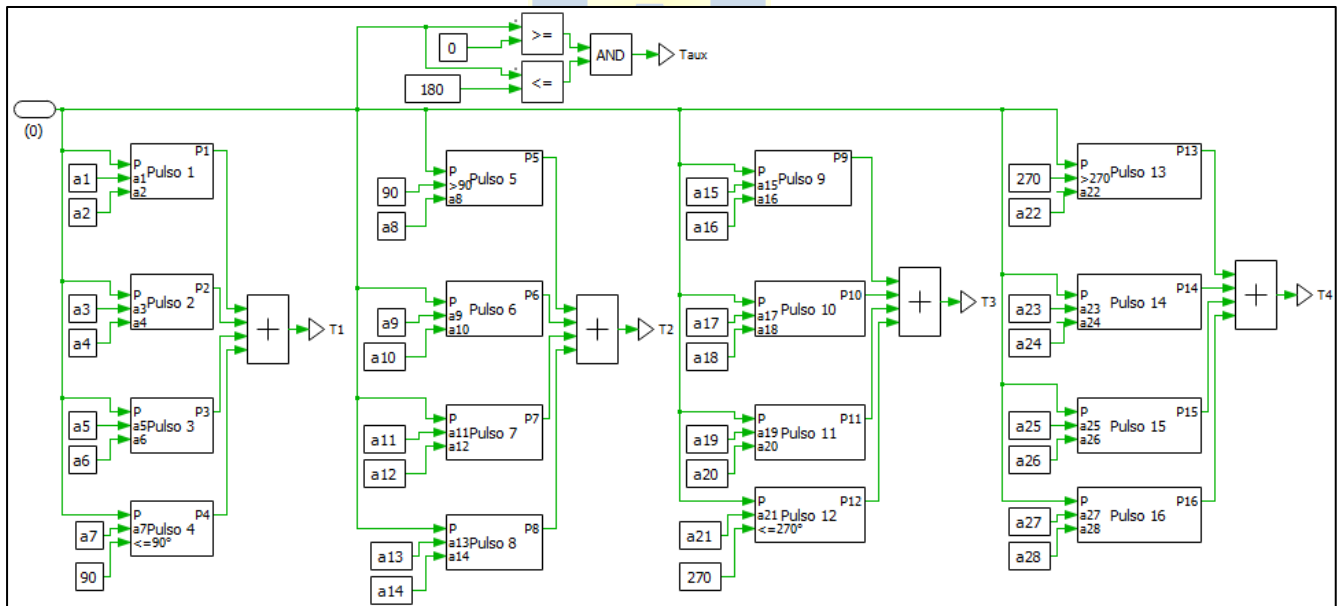 >=
0
AND
Taux
<=
180
(0)
P1
P
Pulso 1
a1
a2
a1
a2
P2
P
Pulso 2
a3
a4
a3
a4
+
T1
P3
P
Pulso 3
a5
a6
a5
a6
P4
P
Pulso 4
a7
<=90°
a7
90
P5
P
Pulso 5
>90
a8
90
a8
P6
P
Pulso 6
a9
a10
a9
a10
+
T2
P7
P
Pulso 7
a11
a12
a11
a12
P8
P
Pulso 8
a13
a14
a13
a14
P9
P
Pulso 9
a15
a16
a15
a16
P10
P
Pulso 10
a17
a18
a17
a18
+
T3
P11
P
Pulso 11
a19
a20
a19
a20
P12
P
Pulso 12
a21
<=270°
a21
270
P13
P
Pulso 13
>270
a22
270
a22
P14
P
Pulso 14
a23
a24
a23
a24
+
T4
P15
P
Pulso 15
a25
a26
a25
a26
P16
P
Pulso 16
a27
a28
a27
a28